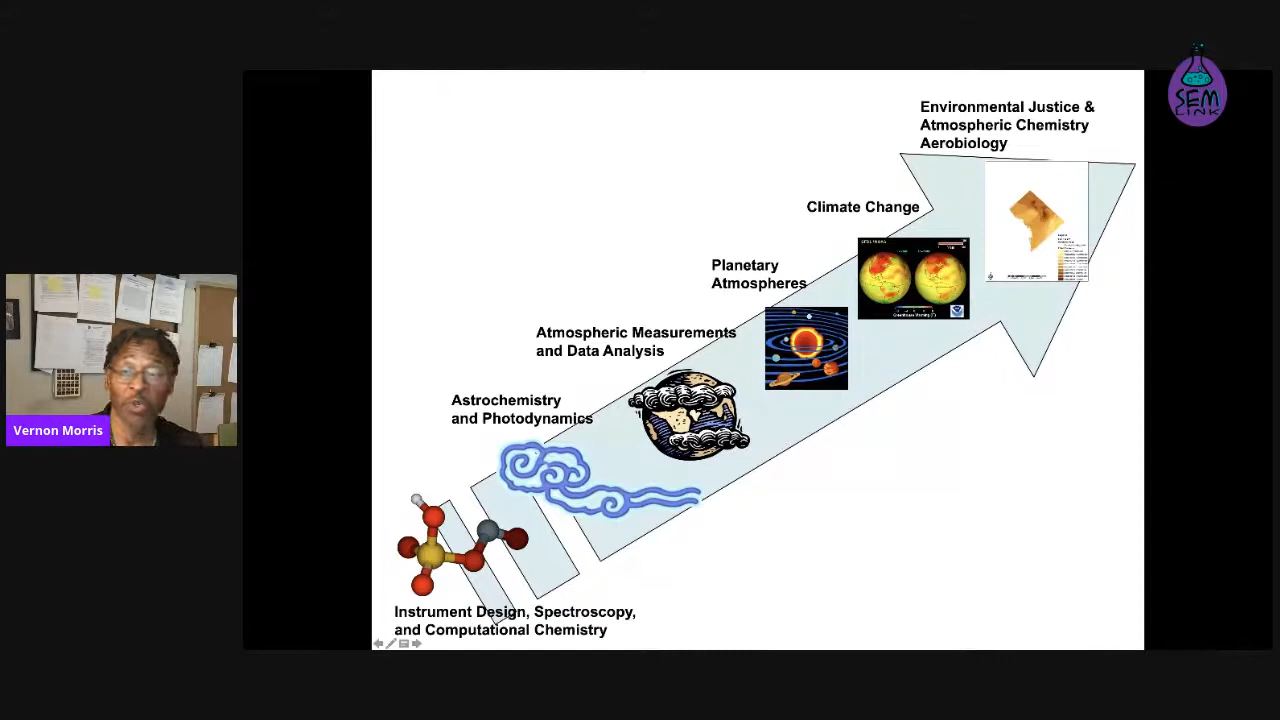 SEM
LINK
Environmental Justice &
Atmospheric Chemistry
Aerobiology
Climate Change
Planetary
Atmospheres
Atmospheric Measurements
and Data Analysis
Astrochemistry
and Photodynamics
Vernon Morris
Instrument Design, Spectroscopy,
and Computational Chemistry